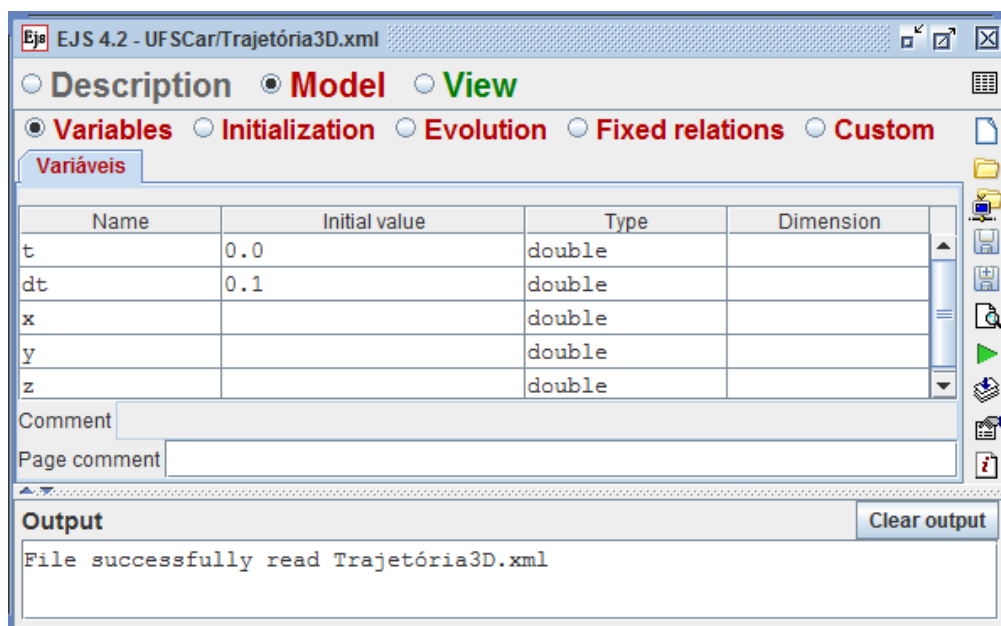 Ejs EJS 4.2 - UFSCar/Trajetória3D.xml
Description Model View
Variables Initialization Evolution Fixed relations Custom
Variáveis
Name Initial value Type Dimension
t 0.0 double
dt 0.1 double
x double
y double
z double
Comment
Page comment
Output Clear output
File successfully read Trajetória3D.xml